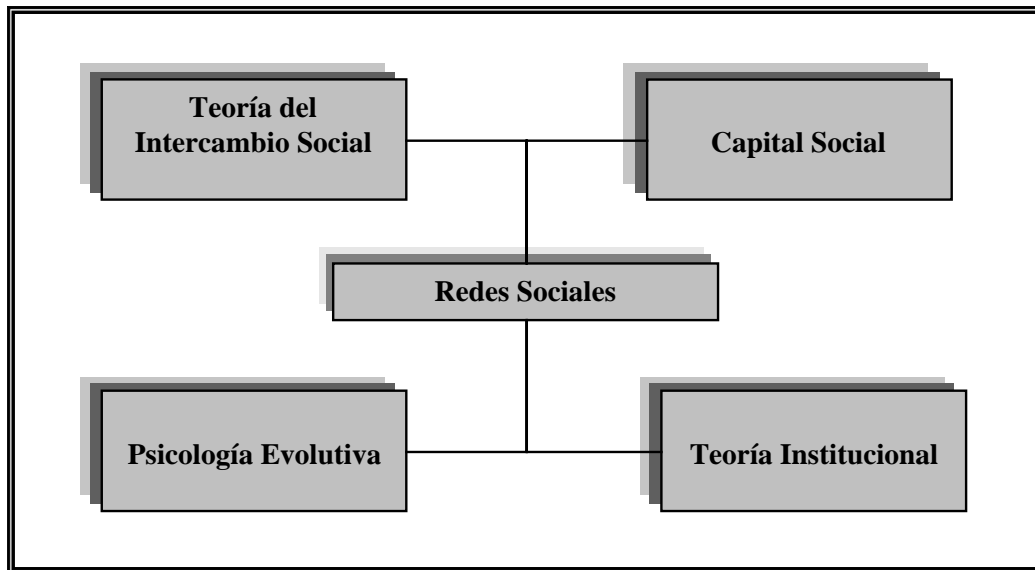 Teoría del
Intercambio Social
Capital Social
Redes Sociales
Psicología Evolutiva
Teoría Institucional